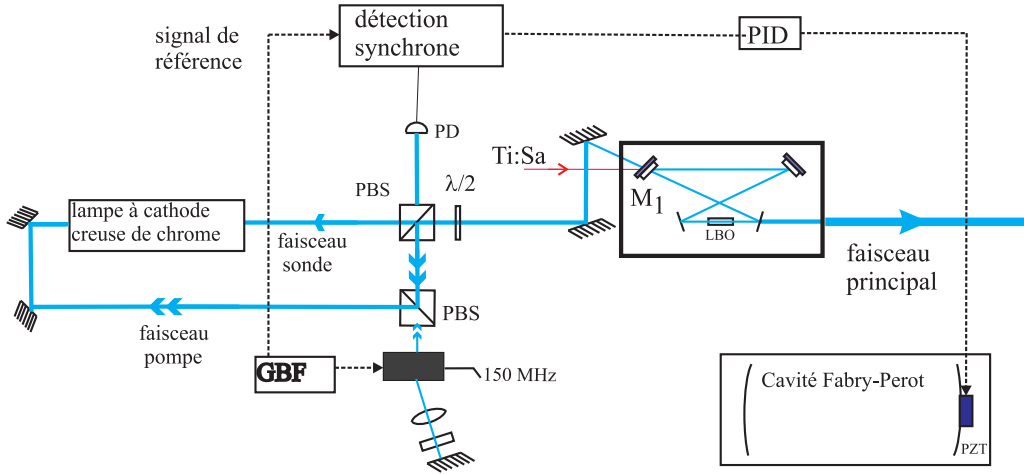 signal de
référence
détection
synchrone
PID
PD
Ti:Sa
PBS
λ/2
M1
LBO
lampe à cathode
creuse de chrome
faisceau
sonde
faisceau
principal
PBS
faisceau
pompe
GBF
150 MHz
Cavité Fabry-Perot
PZT